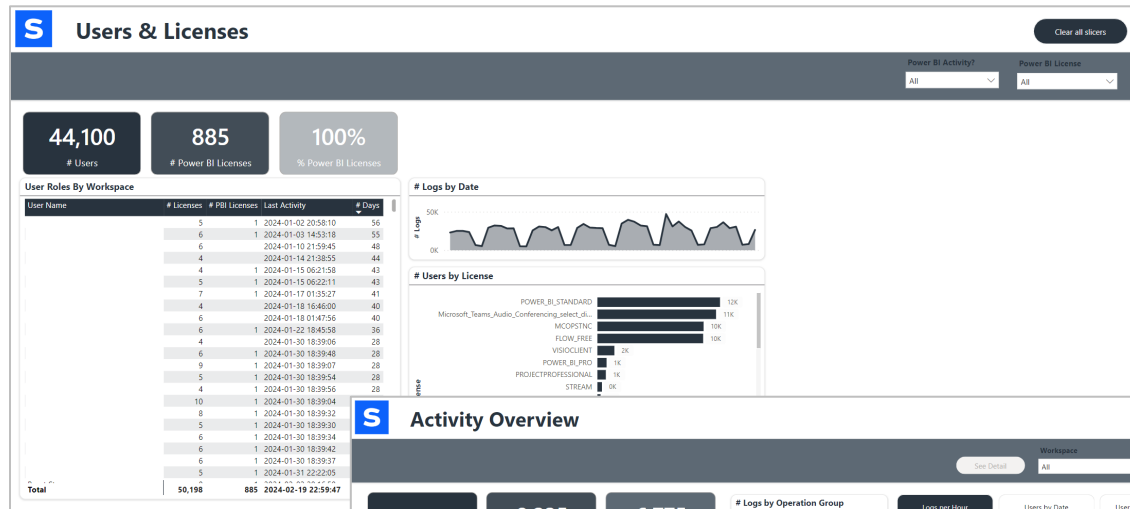 S Users & Licenses
Clear all slicers
Power BI Activity? Power BI License
All All
44,100 885 100%
# Users # Power BI Licenses % Power BI Licenses
User Roles By Workspace
User Name # Licenses # PBI Licenses Last Activity # Days
5 1 2024-01-02 20:58:10 56
6 1 2024-01-03 14:53:18 55
6 2024-01-10 21:59:45 48
4 2024-01-14 21:38:55 44
4 1 2024-01-15 06:21:58 43
5 1 2024-01-15 06:22:11 43
7 1 2024-01-17 01:35:27 41
4 2024-01-18 16:46:00 40
6 2024-01-18 01:47:56 40
6 1 2024-01-22 18:45:58 36
4 2024-01-30 18:39:06 28
6 1 2024-01-30 18:39:48 28
9 1 2024-01-30 18:39:07 28
5 1 2024-01-30 18:39:54 28
4 1 2024-01-30 18:39:56 28
10 1 2024-01-30 18:39:04
8 1 2024-01-30 18:39:32
5 1 2024-01-30 18:39:30
6 1 2024-01-30 18:39:34
6 1 2024-01-30 18:39:42
6 1 2024-01-30 18:39:37
5 1 2024-01-31 22:22:05
Total 50,198 885 2024-02-19 22:59:47
# Logs by Date
# Logs
50K
0K
# Users by License
POWER_BI_STANDARD 12K
Microsoft_Teams_Audio_Conferencing_select_di... 11K
MCOPSTNC 10K
FLOW_FREE 10K
VISIOCLIENT 2K
POWER_BI_PRO 1K
PROJECTPROFESSIONAL 1K
STREAM 0K
S Activity Overview
Workspace
See Detail All
# Logs by Operation Group
Logs per Hour Users by Date